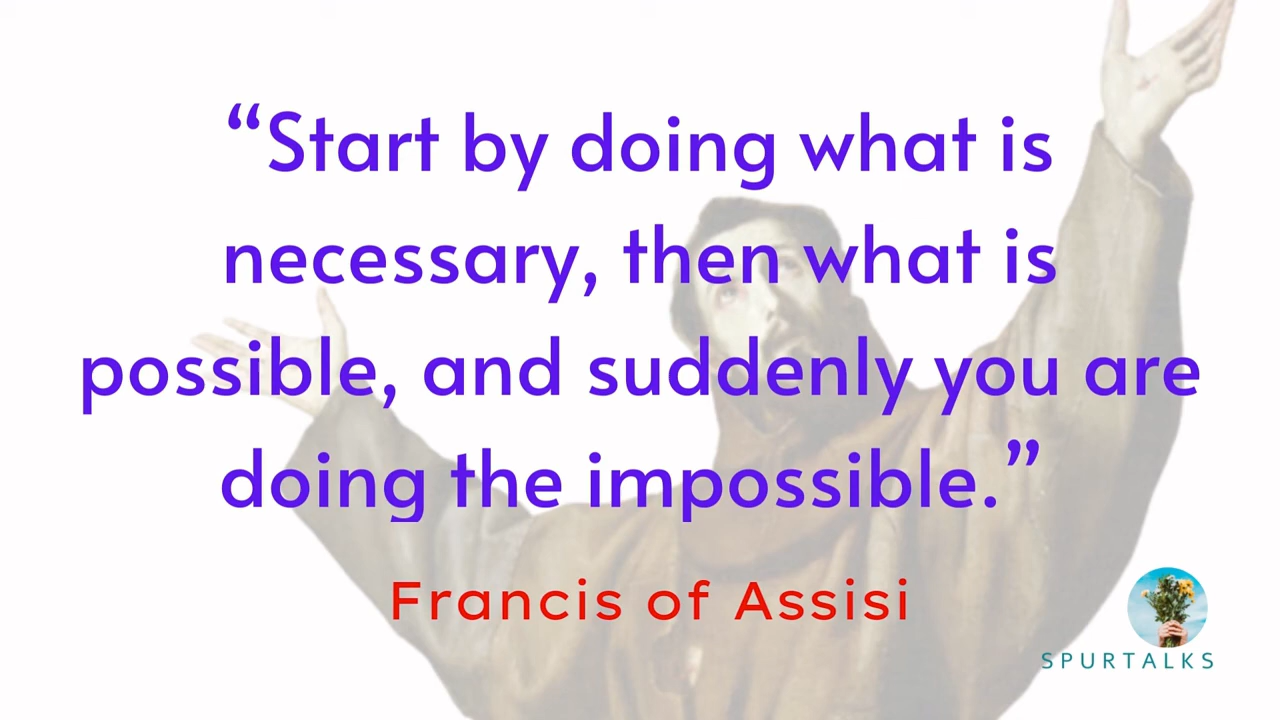 “Start by doing what is
necessary, then what is
possible, and suddenly you are
doing the impossible.”
Francis of Assisi
SPURTALKS